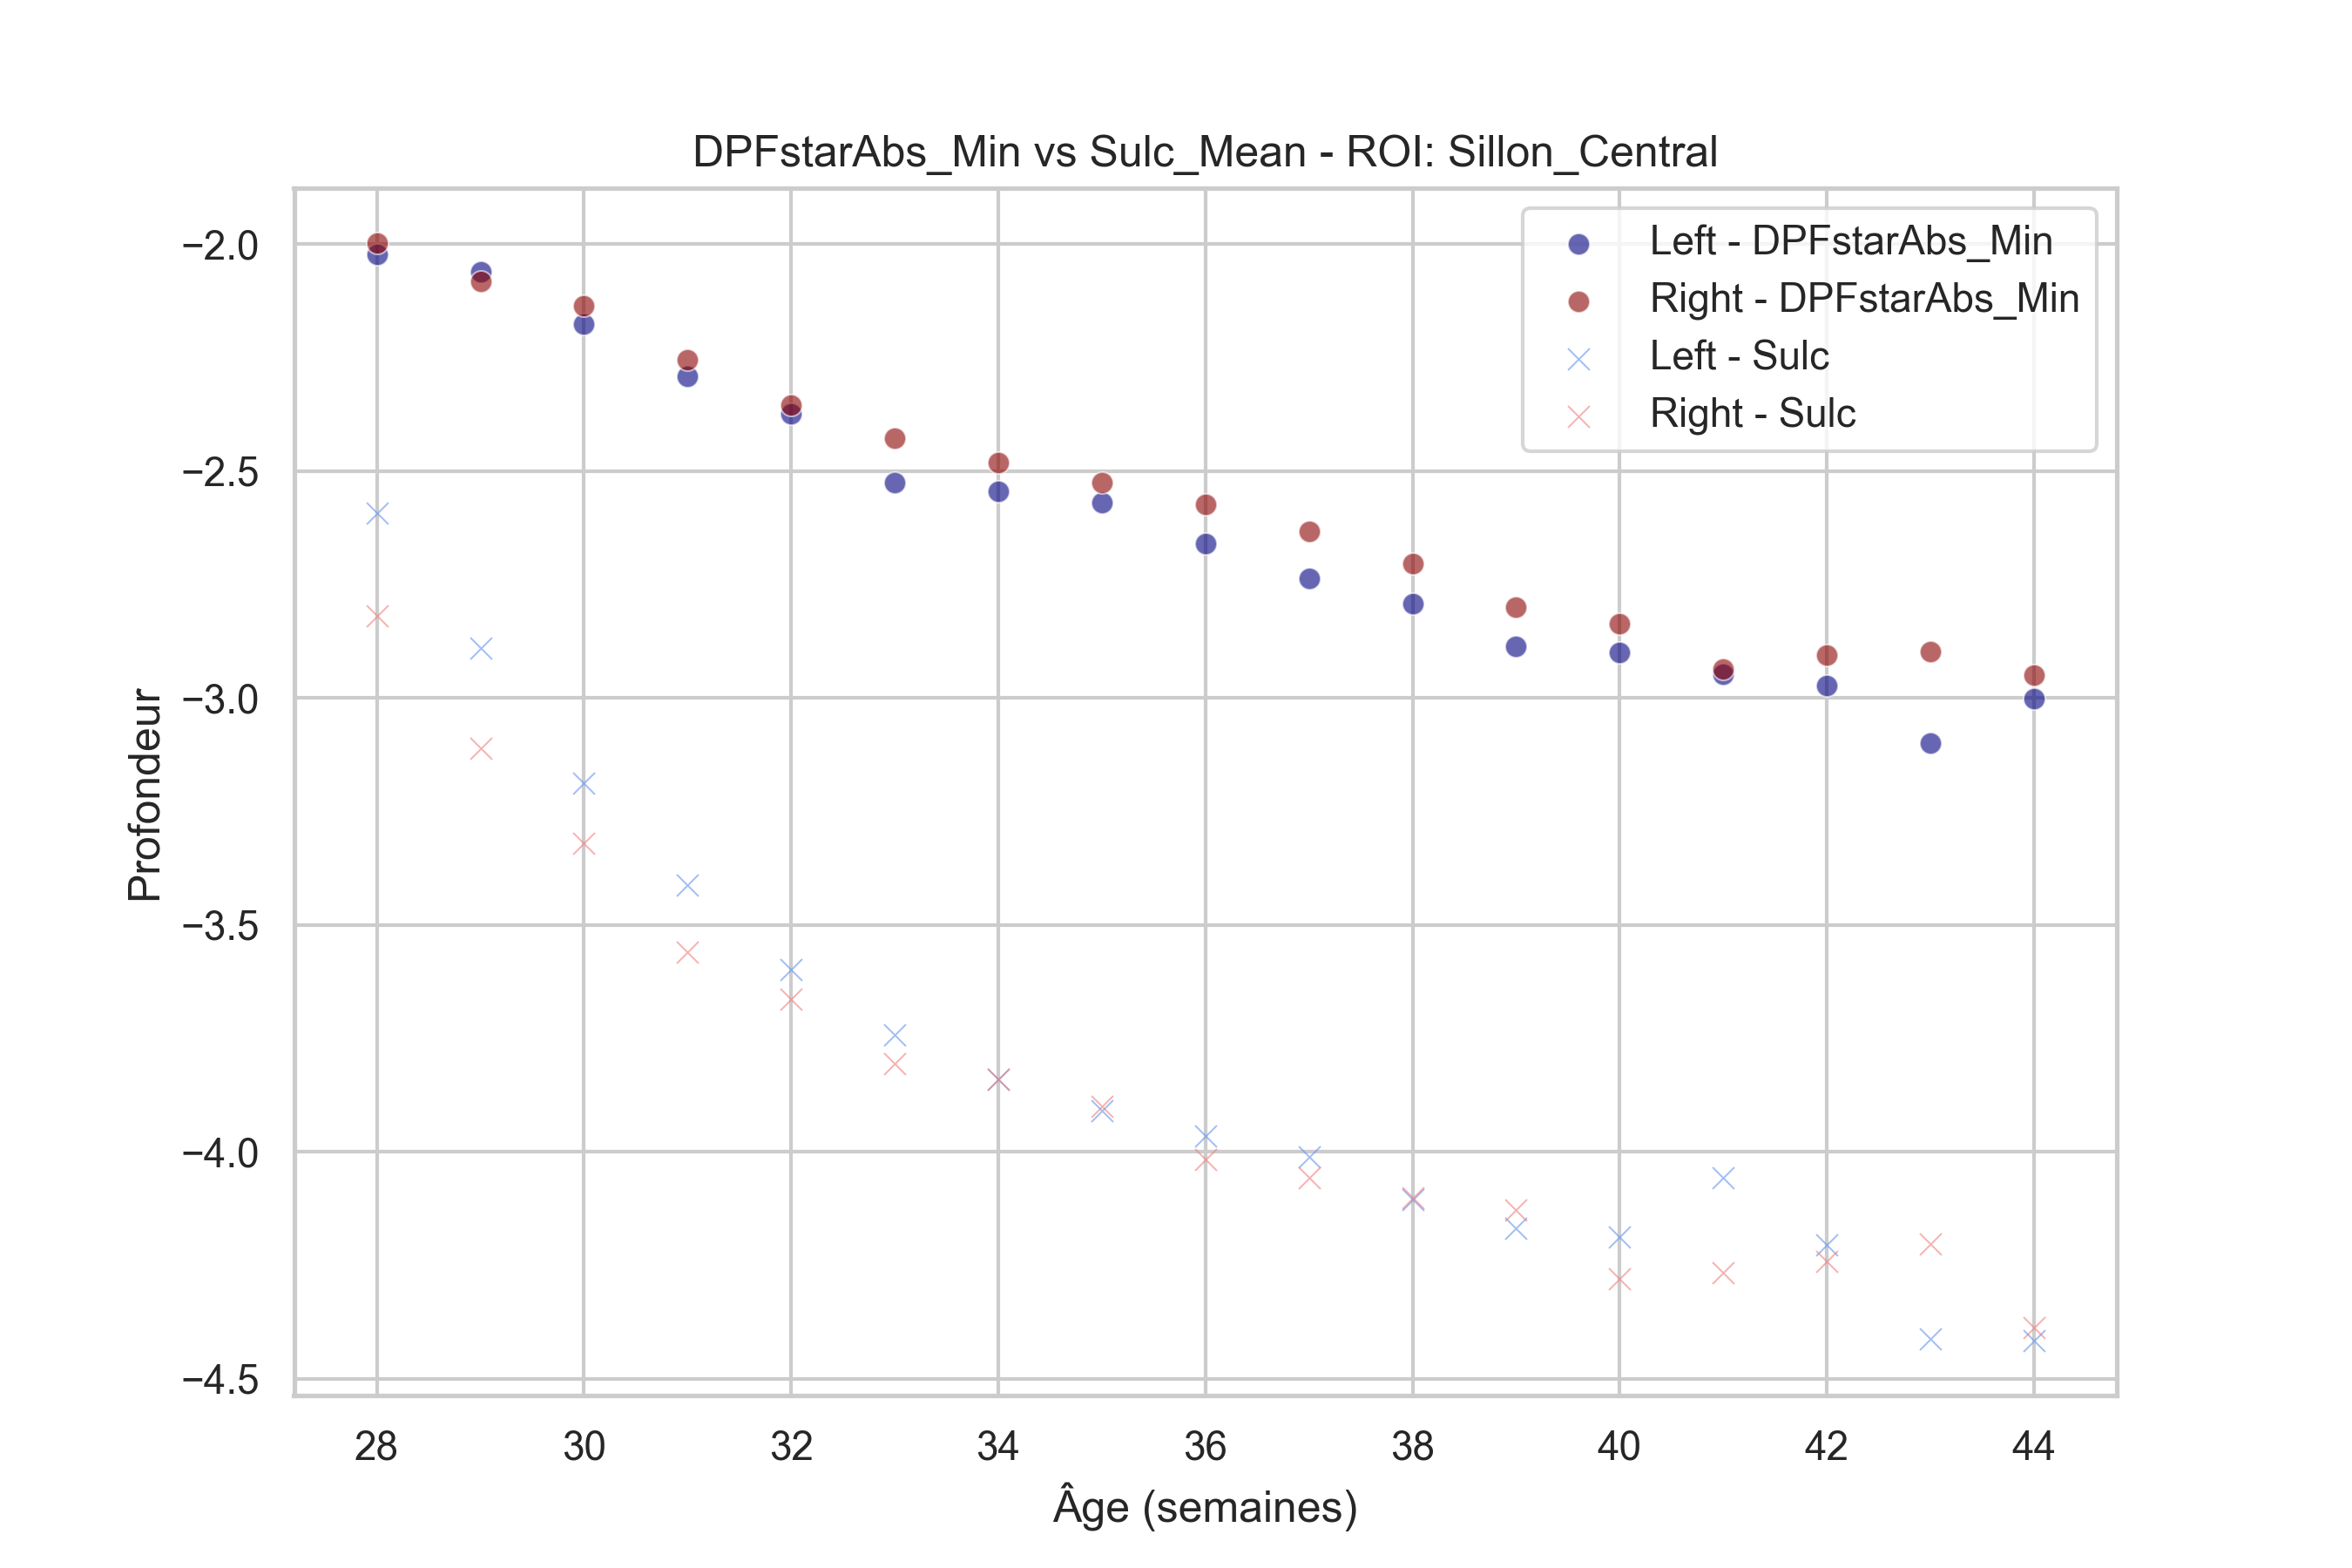 DPFstarAbs_Min vs Sulc_Mean - ROI: Sillon_Central
Left - DPFstarAbs_Min
Right - DPFstarAbs_Min
Left - Sulc
Right - Sulc
Profondeur
−2.0
−2.5
−3.0
−3.5
−4.0
−4.5
28 30 32 34 36 38 40 42 44
Âge (semaines)